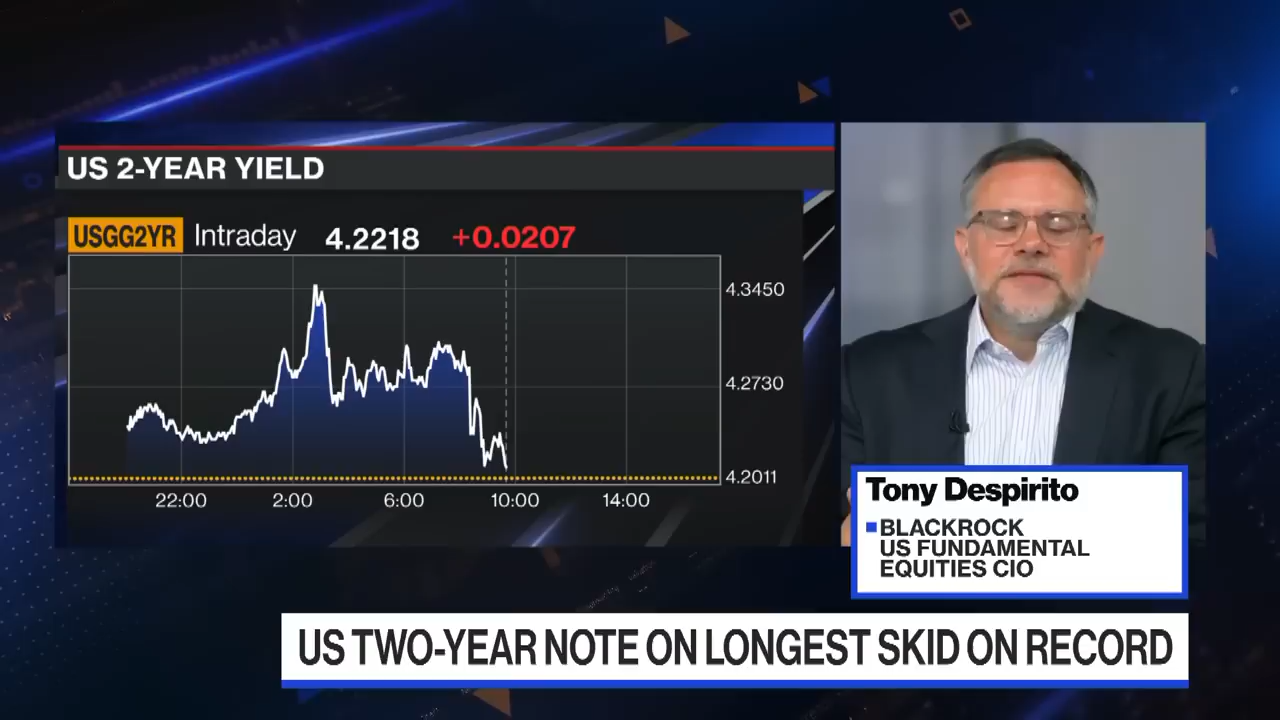 US 2-YEAR YIELD
USGG2YR Intraday 4.2218 +0.0207
4.3450
4.2730
4.2011
22:00 2:00 6:00 10:00 14:00
Tony Despirito
BLACKROCK
US FUNDAMENTAL
EQUITIES CIO
US TWO-YEAR NOTE ON LONGEST SKID ON RECORD